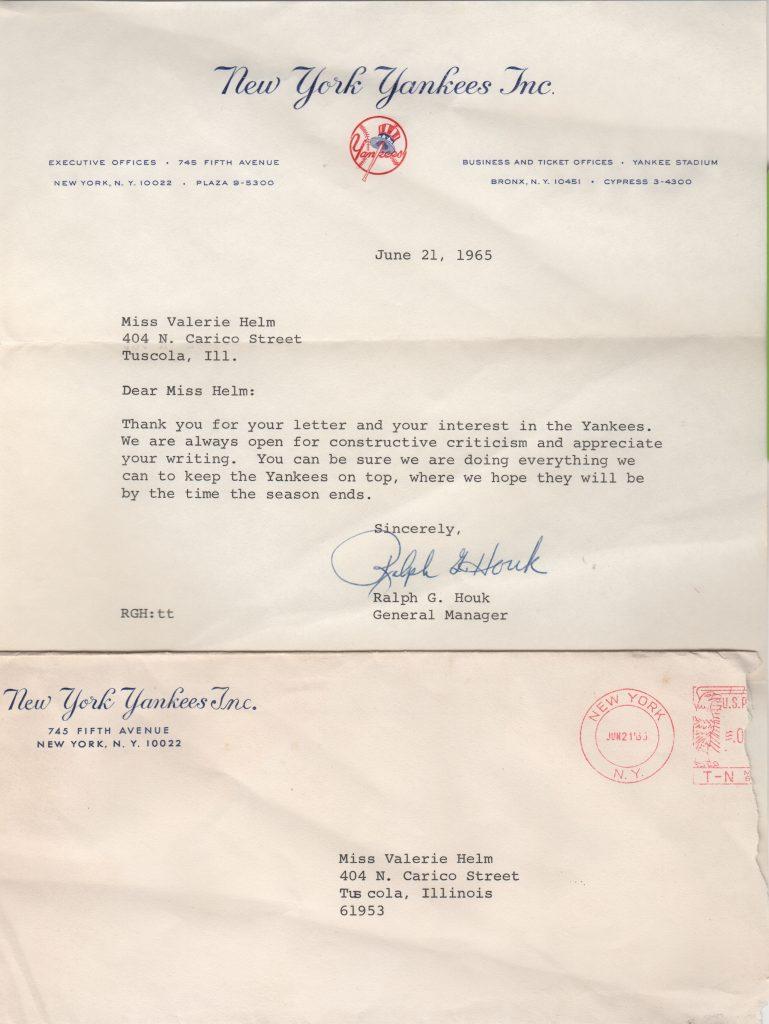 New York Yankees Inc.
Yankees
EXECUTIVE OFFICES • 745 FIFTH AVENUE
NEW YORK, N. Y. 10022 • PLAZA 9-5300
BUSINESS AND TICKET OFFICES • YANKEE STADIUM
BRONX, N. Y. 10451 • CYPRESS 3-4300
June 21, 1965
Miss Valerie Helm
404 N. Carico Street
Tuscola, Ill.
Dear Miss Helm:
Thank you for your letter and your interest in the Yankees.
We are always open for constructive criticism and appreciate
your writing. You can be sure we are doing everything we
can to keep the Yankees on top, where we hope they will be
by the time the season ends.
Sincerely,
Ralph G. Houk
Ralph G. Houk
General Manager
RGH:tt
New York Yankees Inc.
745 FIFTH AVENUE
NEW YORK, N. Y. 10022
NEW YORK
JUN 21 '65
N.Y.
U.S.P
.0
T-N
Miss Valerie Helm
404 N. Carico Street
Tuscola, Illinois
61953